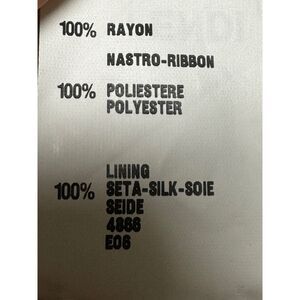 100% RAYON
NASTRO-RIBBON
100% POLIESTERE
POLYESTER
LINING
100% SETA-SILK-SOIE
SEIDE
4866
E06